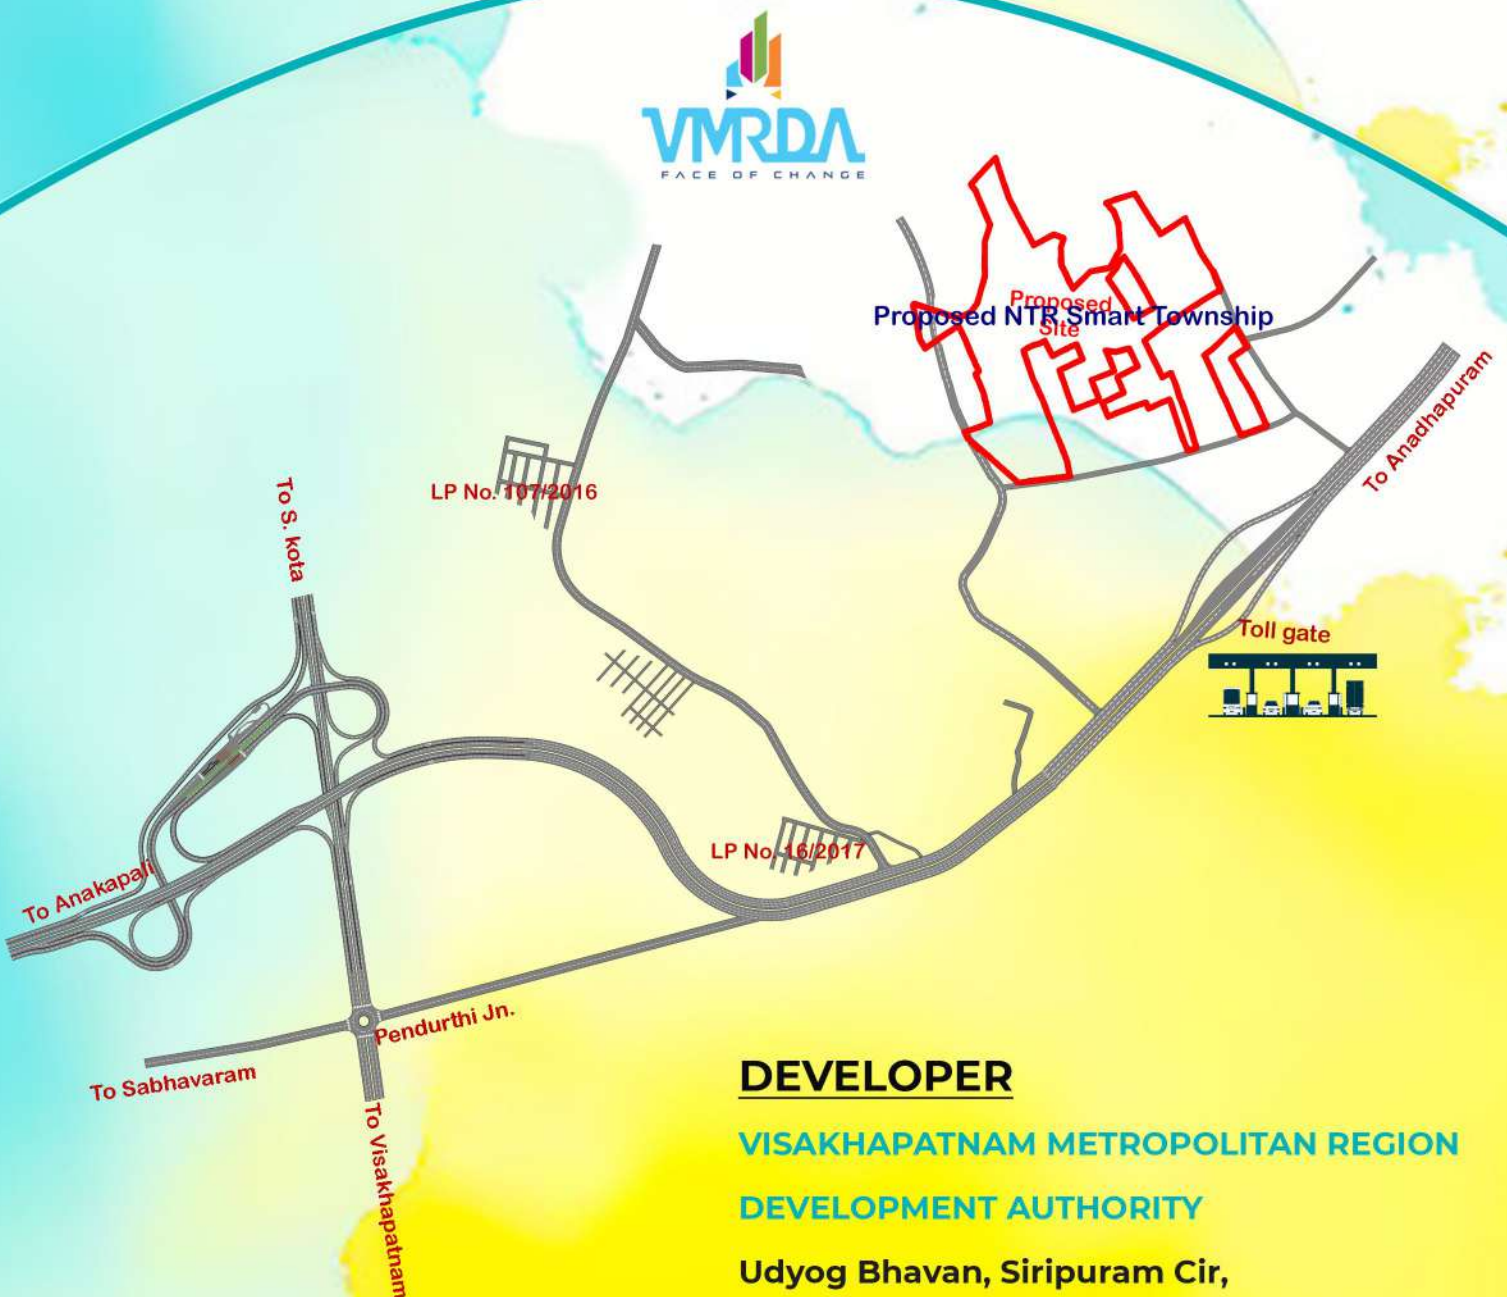 VMRDA
FACE OF CHANGE
Proposed
Site
Proposed NTR Smart Township
To Anadhapuram
LP No. 107/2016
To S. kota
Toll gate
LP No. 16/2017
To Anakapali
Pendurthi Jn.
To Sabhavaram
To Visakhapatnam
DEVELOPER
VISAKHAPATNAM METROPOLITAN REGION
DEVELOPMENT AUTHORITY
Udyog Bhavan, Siripuram Cir,